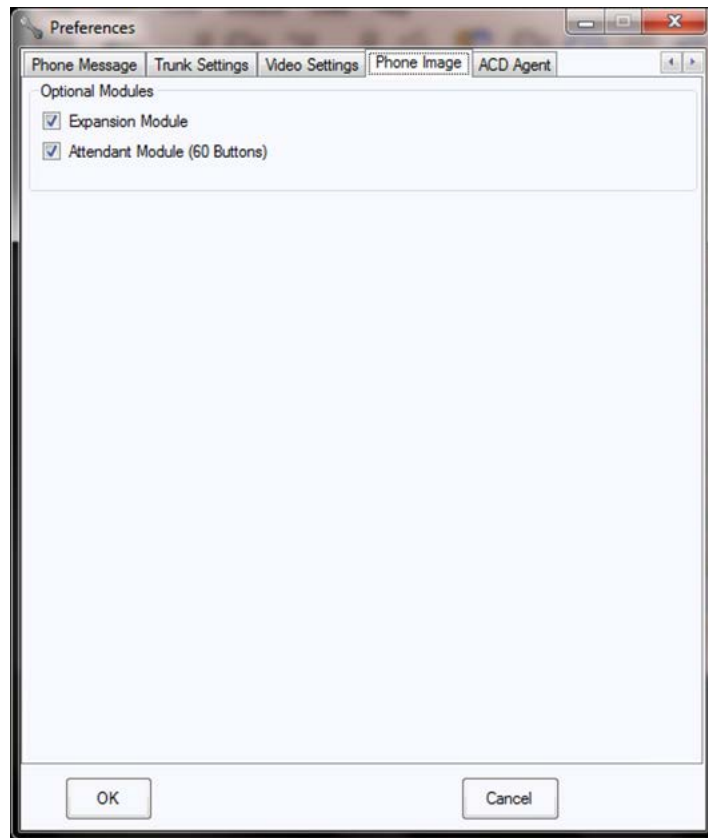 Preferences
Phone Message Trunk Settings Video Settings Phone Image ACD Agent
Optional Modules
Expansion Module
Attendant Module (60 Buttons)
OK Cancel